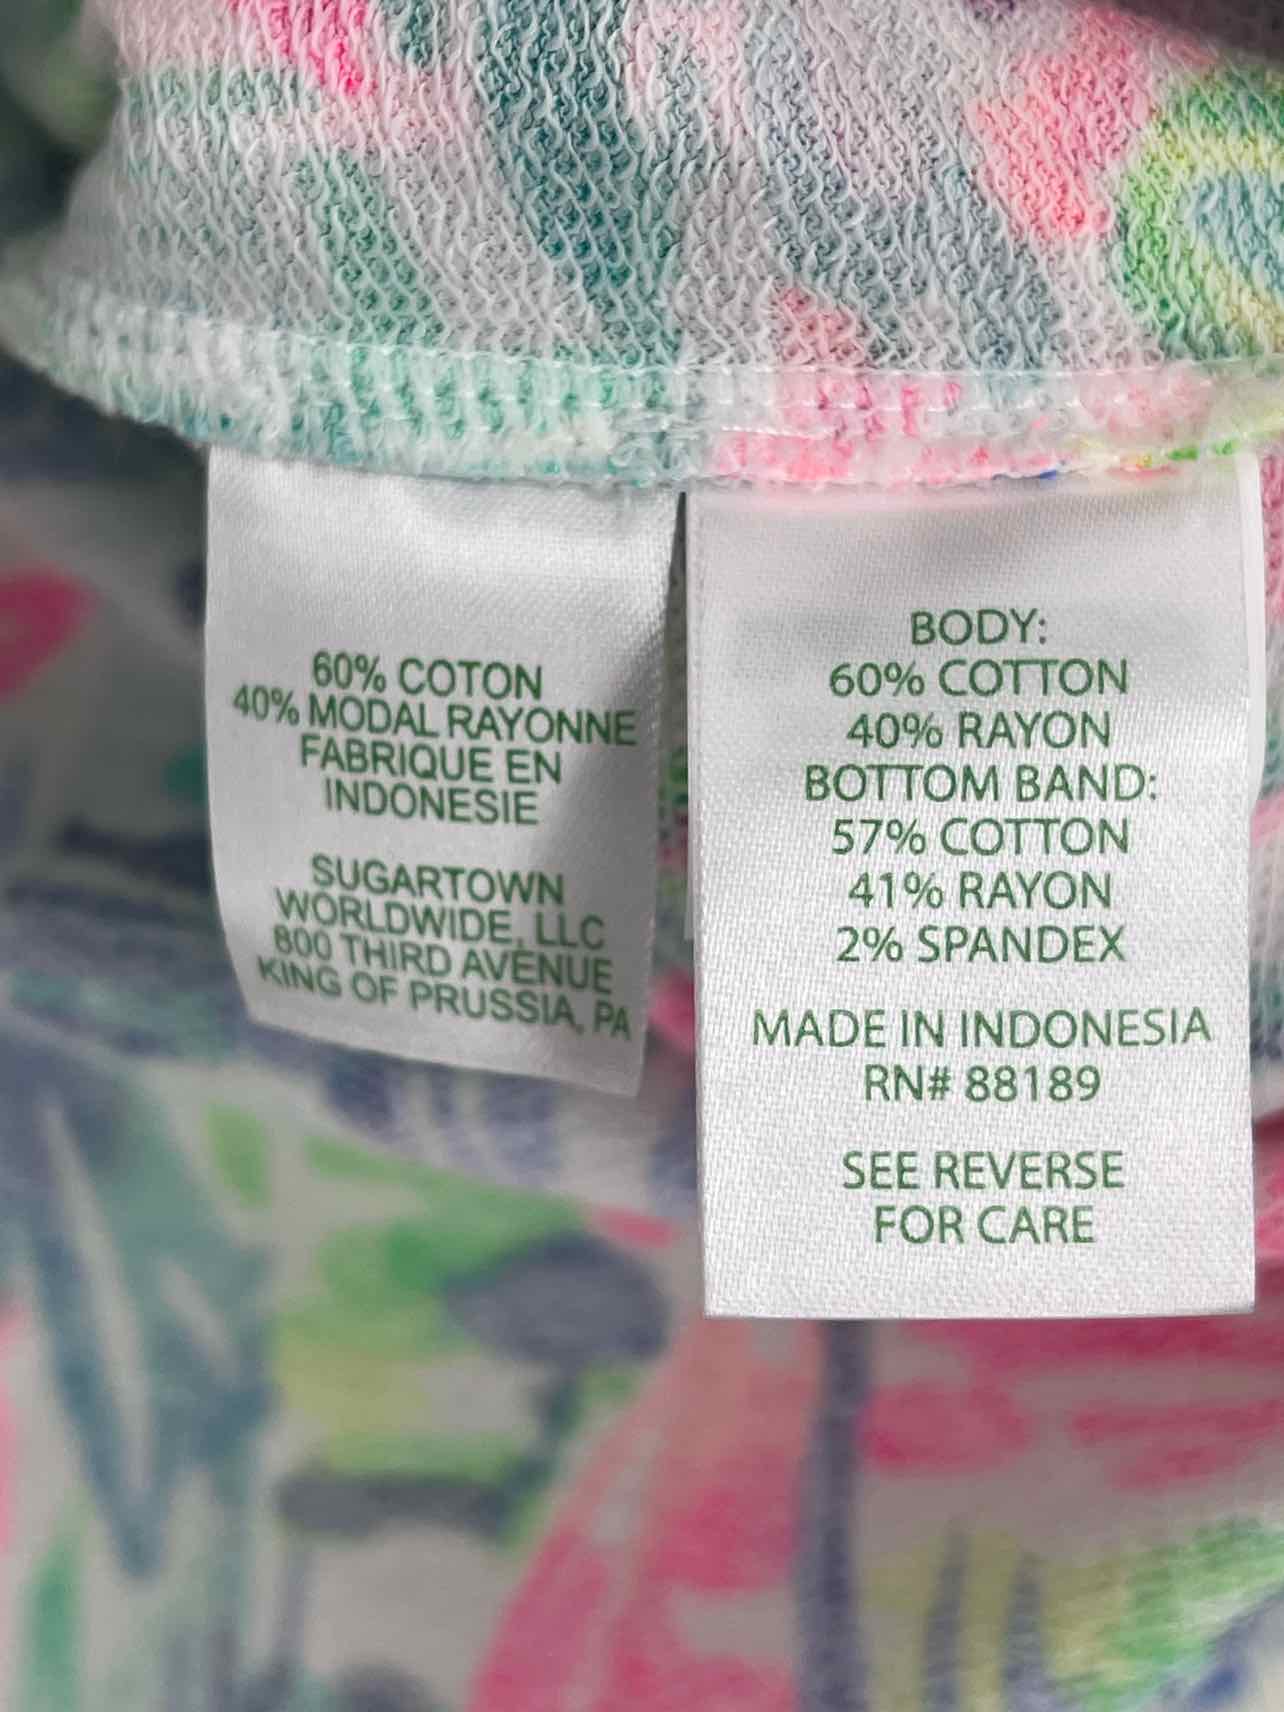 60% COTON
40% MODAL RAYONNE
FABRIQUE EN
INDONESIE
SUGARTOWN
WORLDWIDE, LLC
800 THIRD AVENUE
KING OF PRUSSIA, PA
BODY:
60% COTTON
40% RAYON
BOTTOM BAND:
57% COTTON
41% RAYON
2% SPANDEX
MADE IN INDONESIA
RN# 88189
SEE REVERSE
FOR CARE